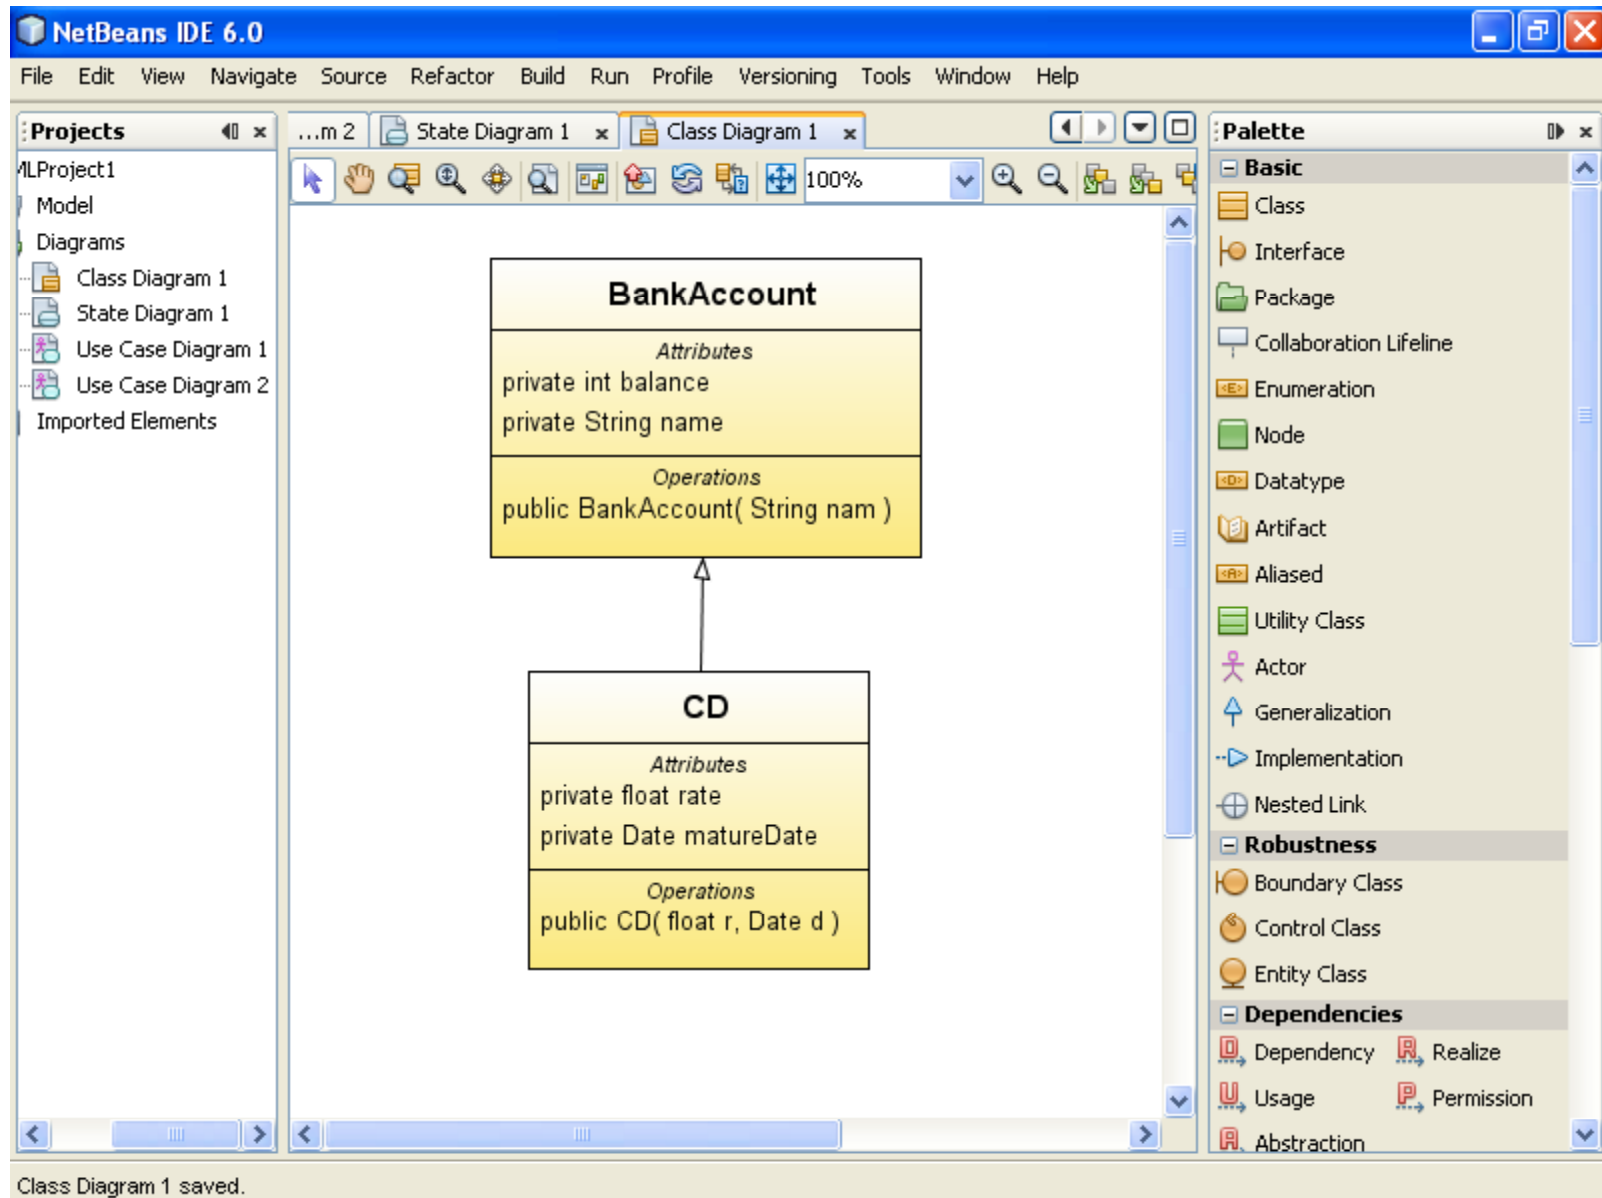 NetBeans IDE 6.0
File Edit View Navigate Source Refactor Build Run Profile Versioning Tools Window Help
Projects
MLProject1
Model
Diagrams
Class Diagram 1
State Diagram 1
Use Case Diagram 1
Use Case Diagram 2
Imported Elements
...m 2 State Diagram 1 Class Diagram 1
100%
BankAccount
Attributes
private int balance
private String name
Operations
public BankAccount( String nam )
CD
Attributes
private float rate
private Date matureDate
Operations
public CD( float r, Date d )
Palette
Basic
Class
Interface
Package
Collaboration Lifeline
Enumeration
Node
Datatype
Artifact
Aliased
Utility Class
Actor
Generalization
Implementation
Nested Link
Robustness
Boundary Class
Control Class
Entity Class
Dependencies
Dependency Realize
Usage Permission
Abstraction
Class Diagram 1 saved.